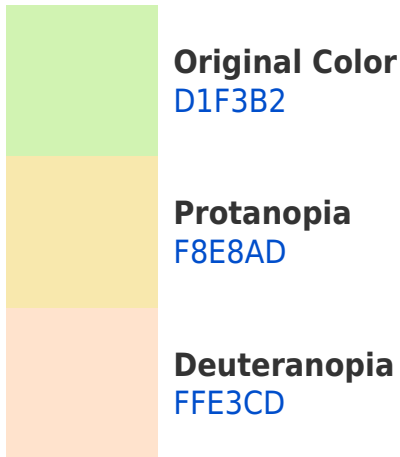 Original Color
D1F3B2
Protanopia
F8E8AD
Deuteranopia
FFE3CD